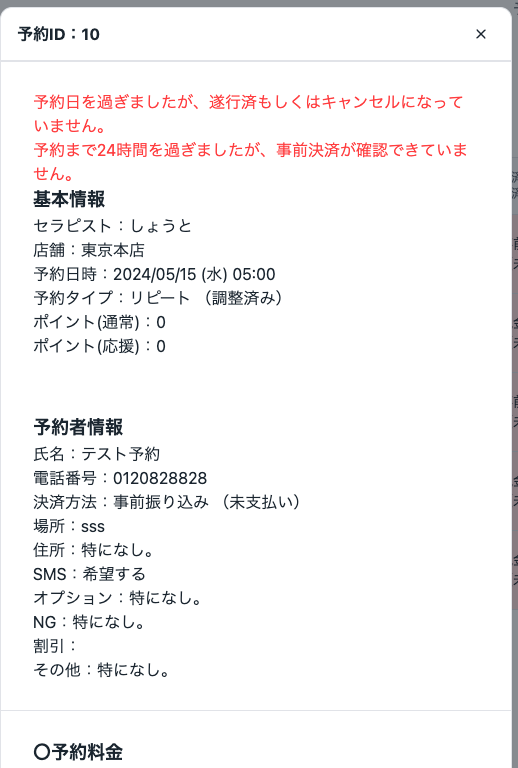 予約ID：10
×
予約日を過ぎましたが、遂行済もしくはキャンセルになって
いません。
予約まで24時間を過ぎましたが、事前決済が確認できていま
せん。
基本情報
セラピスト：しょうと
店舗：東京本店
予約日時：2024/05/15 (水) 05:00
予約タイプ：リピート （調整済み）
ポイント(通常)：0
ポイント(応援)：0
予約者情報
氏名：テスト予約
電話番号：0120828828
決済方法：事前振り込み （未支払い）
場所：sss
住所：特になし。
SMS：希望する
オプション：特になし。
NG：特になし。
割引：
その他：特になし。
〇予約料金